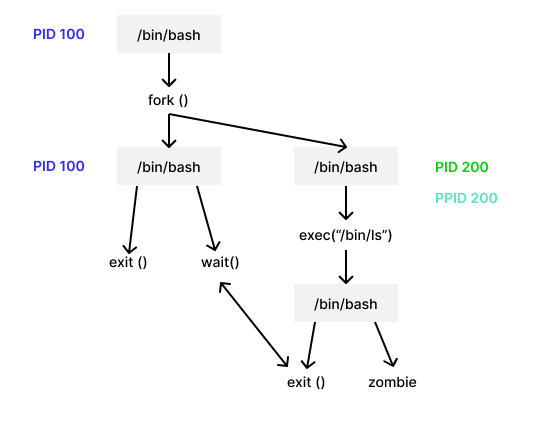 PID 100
/bin/bash
fork ()
PID 100
/bin/bash
/bin/bash
PID 200
PPID 200
exec(“/bin/ls”)
exit ()
wait()
/bin/bash
exit ()
zombie